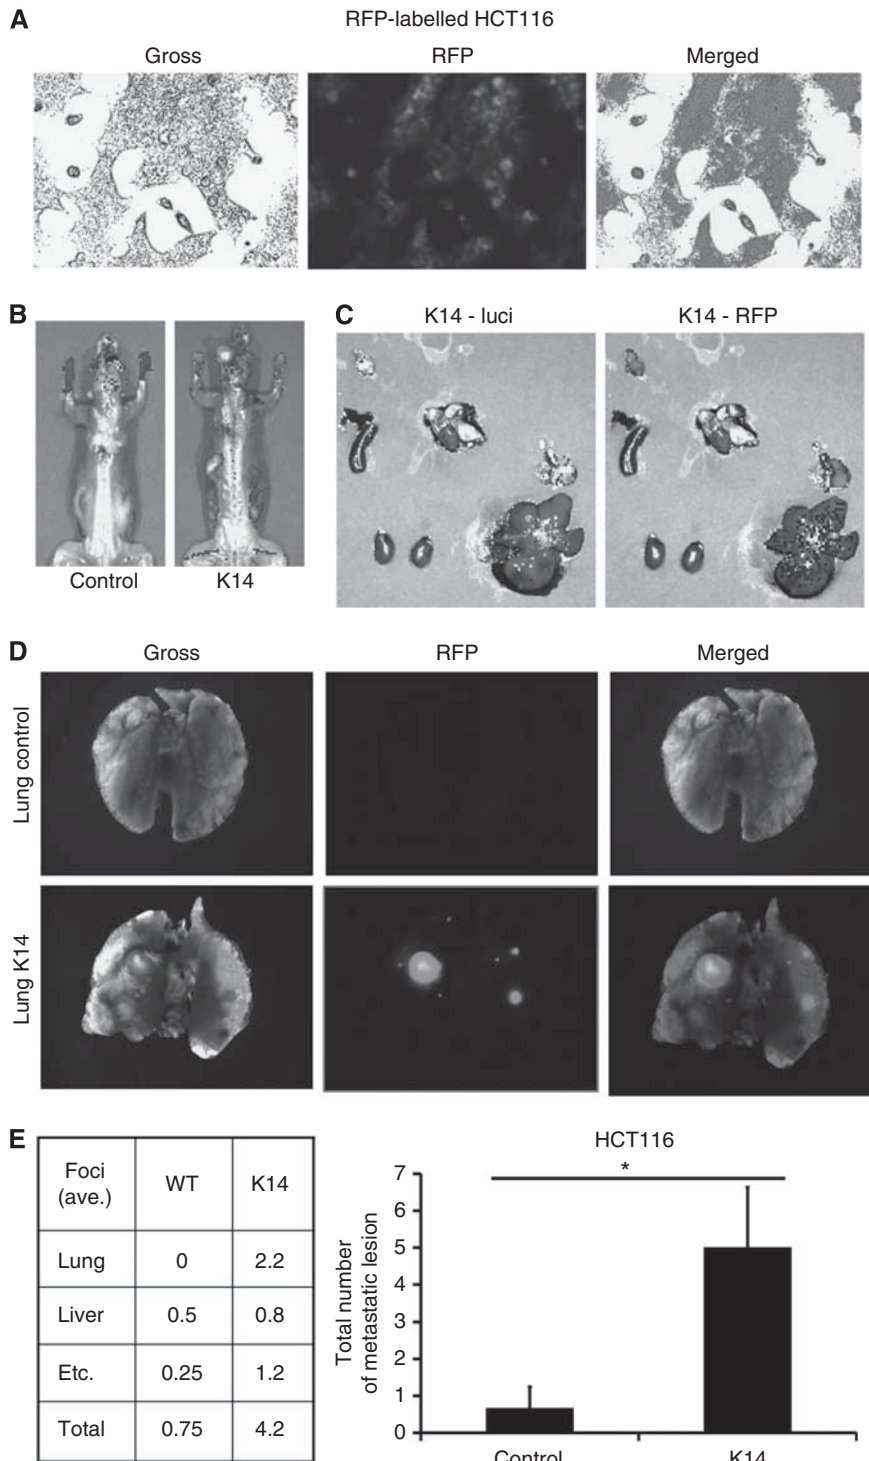 A
RFP-labelled HCT116
Gross
RFP
Merged
B
Control
K14
C
K14 - luci
K14 - RFP
D
Gross
RFP
Merged
Lung control
Lung K14
E
Foci (ave.) WT K14
Lung 0 2.2
Liver 0.5 0.8
Etc. 0.25 1.2
Total 0.75 4.2
HCT116
*
Total number
of metastatic lesion
7
6
5
4
3
2
1
0
Control
K14